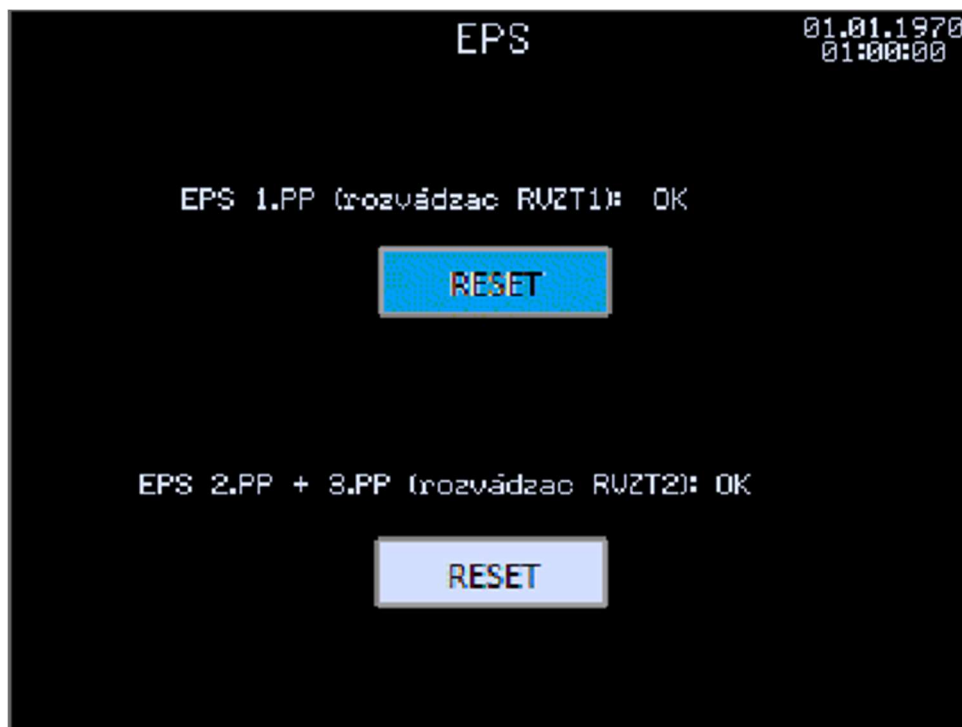 EPS
01.01.1970
01:00:00
EPS 1.PP (rozvádzac RVZT1): OK
RESET
EPS 2.PP + 3.PP (rozvádzac RVZT2): OK
RESET